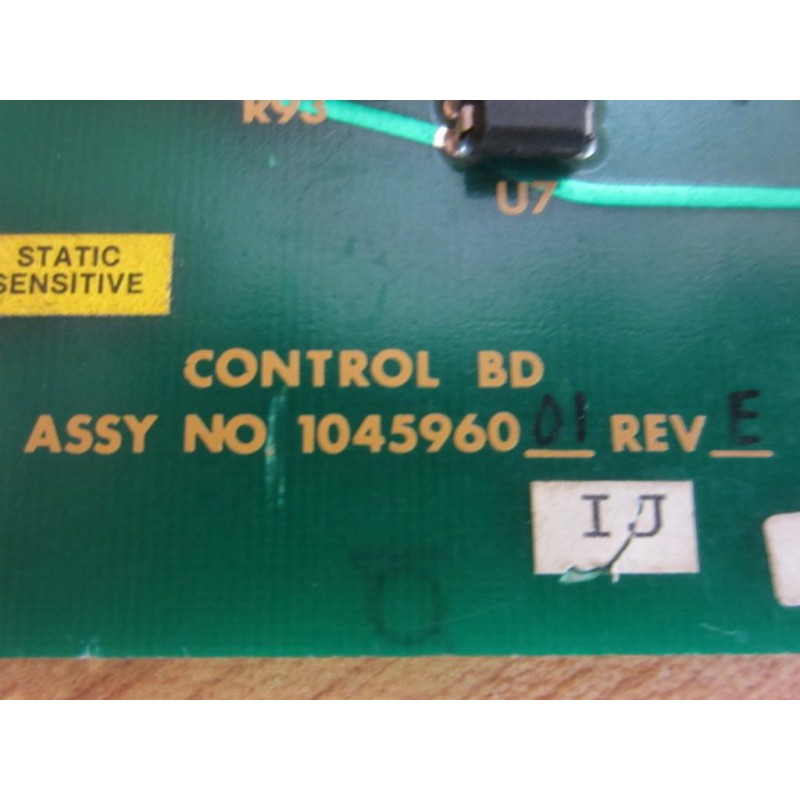 R93
U7
STATIC
SENSITIVE
CONTROL BD
ASSY NO 1045960 01 REV E
IJ